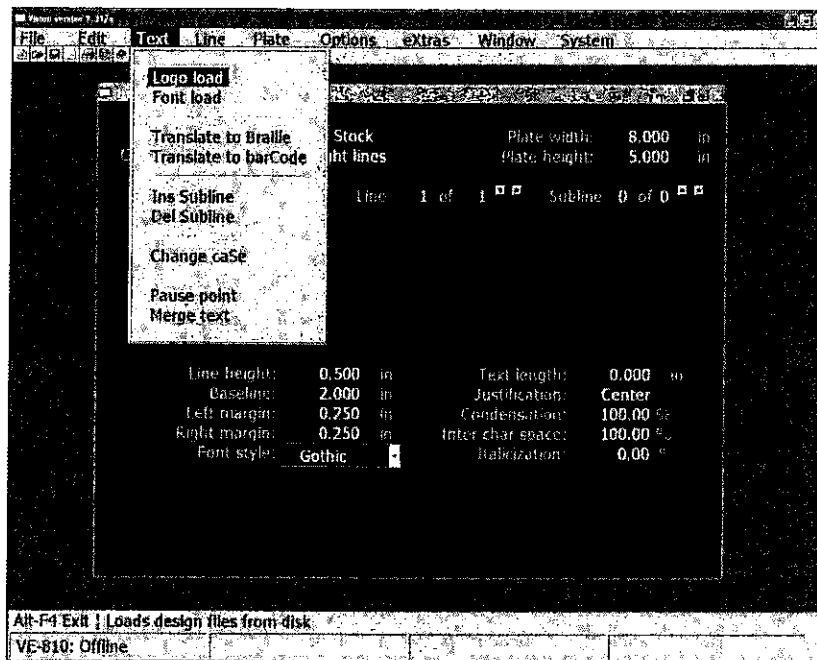 Vision version
File Edit Text Line Plate Options eXtras Window System
Logo load
Font load
Translate to Braille Stock Plate width: 8.000 in
Translate to barCode ht lines Plate height: 5.000 in
Ins Subline Line 1 of 1 Subline 0 of 0
Del Subline
Change caSe
Pause point
Merge text
Line height: 0.500 in Text length: 0.000 in
Baseline: 2.000 in Justification: Center
Left margin: 0.250 in Condensation: 100.00 %
Right margin: 0.250 in Inter char space: 100.00 %
Font style: Gothic Italicization: 0.00 °
Alt-F4 Exit ¦ Loads design files from disk
VE-810: Offline